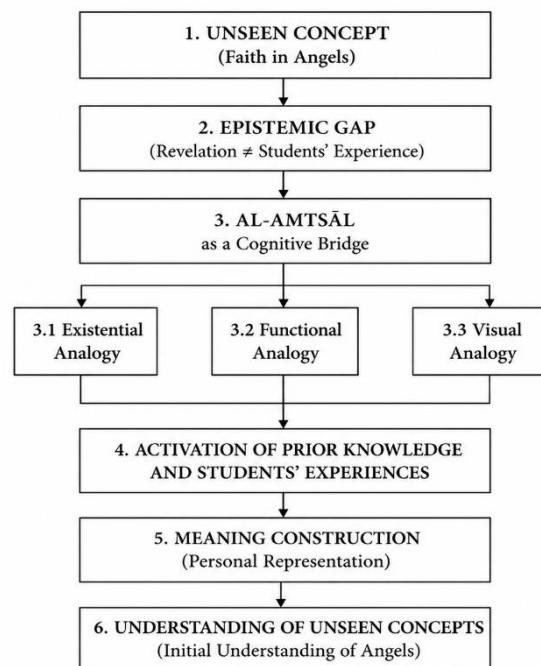 1. UNSEEN CONCEPT
(Faith in Angels)
2. EPISTEMIC GAP
(Revelation ≠ Students’ Experience)
3. AL-AMTSĀL
as a Cognitive Bridge
3.1 Existential
Analogy
3.2 Functional
Analogy
3.3 Visual
Analogy
4. ACTIVATION OF PRIOR KNOWLEDGE
AND STUDENTS’ EXPERIENCES
5. MEANING CONSTRUCTION
(Personal Representation)
6. UNDERSTANDING OF UNSEEN CONCEPTS
(Initial Understanding of Angels)